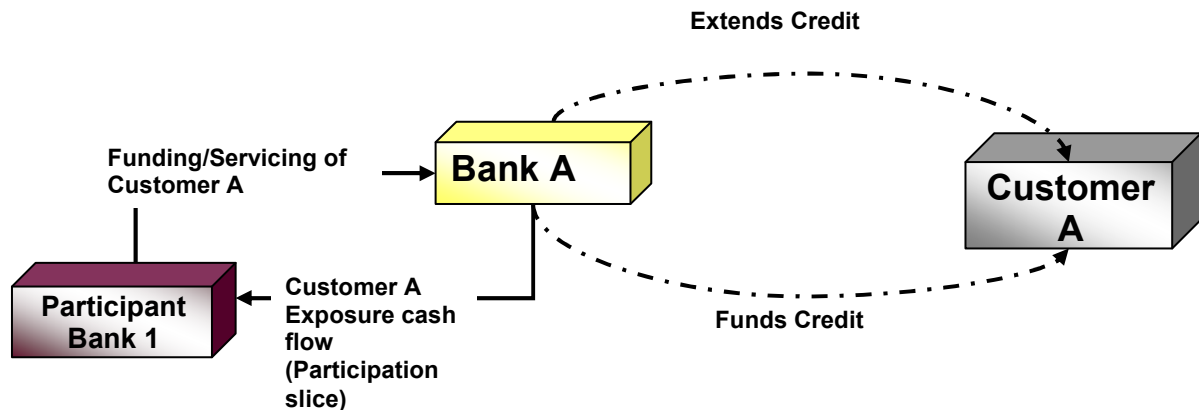 Extends Credit
Funding/Servicing of
Customer A
Bank A
Customer
A
Participant
Bank 1
Customer A
Exposure cash
flow
(Participation
slice)
Funds Credit